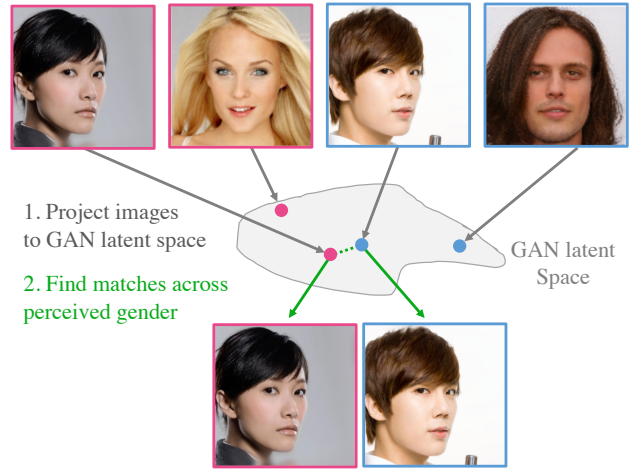 1. Project images
to GAN latent space
2. Find matches across
perceived gender
GAN latent
Space